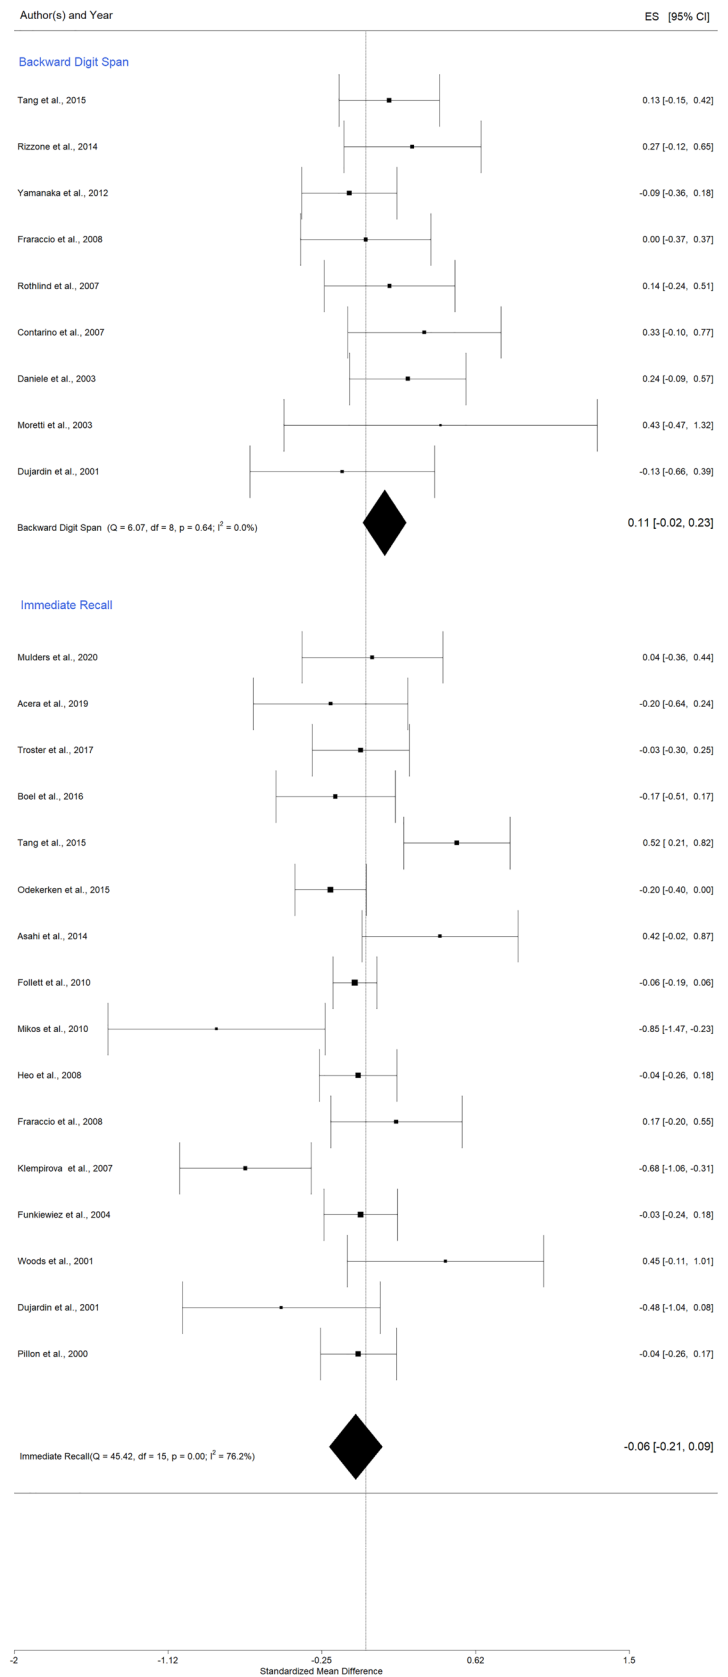 Author(s) and Year ES [95% CI]
Backward Digit Span
Tang et al., 2015 0.13 [-0.15, 0.42]
Rizzone et al., 2014 0.27 [-0.12, 0.65]
Yamanaka et al., 2012 -0.09 [-0.36, 0.18]
Fraraccio et al., 2008 0.00 [-0.37, 0.37]
Rothlind et al., 2007 0.14 [-0.24, 0.51]
Contarino et al., 2007 0.33 [-0.10, 0.77]
Daniele et al., 2003 0.24 [-0.09, 0.57]
Moretti et al., 2003 0.43 [-0.47, 1.32]
Dujardin et al., 2001 -0.13 [-0.66, 0.39]
Backward Digit Span (Q = 6.07, df = 8, p = 0.64; I² = 0.0%) 0.11 [-0.02, 0.23]
Immediate Recall
Mulders et al., 2020 0.04 [-0.36, 0.44]
Acera et al., 2019 -0.20 [-0.64, 0.24]
Troster et al., 2017 -0.03 [-0.30, 0.25]
Boel et al., 2016 -0.17 [-0.51, 0.17]
Tang et al., 2015 0.52 [ 0.21, 0.82]
Odekerken et al., 2015 -0.20 [-0.40, 0.00]
Asahi et al., 2014 0.42 [-0.02, 0.87]
Follett et al., 2010 -0.06 [-0.19, 0.06]
Mikos et al., 2010 -0.85 [-1.47, -0.23]
Heo et al., 2008 -0.04 [-0.26, 0.18]
Fraraccio et al., 2008 0.17 [-0.20, 0.55]
Klempirova et al., 2007 -0.68 [-1.06, -0.31]
Funkiewiez et al., 2004 -0.03 [-0.24, 0.18]
Woods et al., 2001 0.45 [-0.11, 1.01]
Dujardin et al., 2001 -0.48 [-1.04, 0.08]
Pillon et al., 2000 -0.04 [-0.26, 0.17]
Immediate Recall(Q = 45.42, df = 15, p = 0.00; I² = 76.2%) -0.06 [-0.21, 0.09]
-2 -1.12 -0.25 0.62 1.5
Standardized Mean Difference